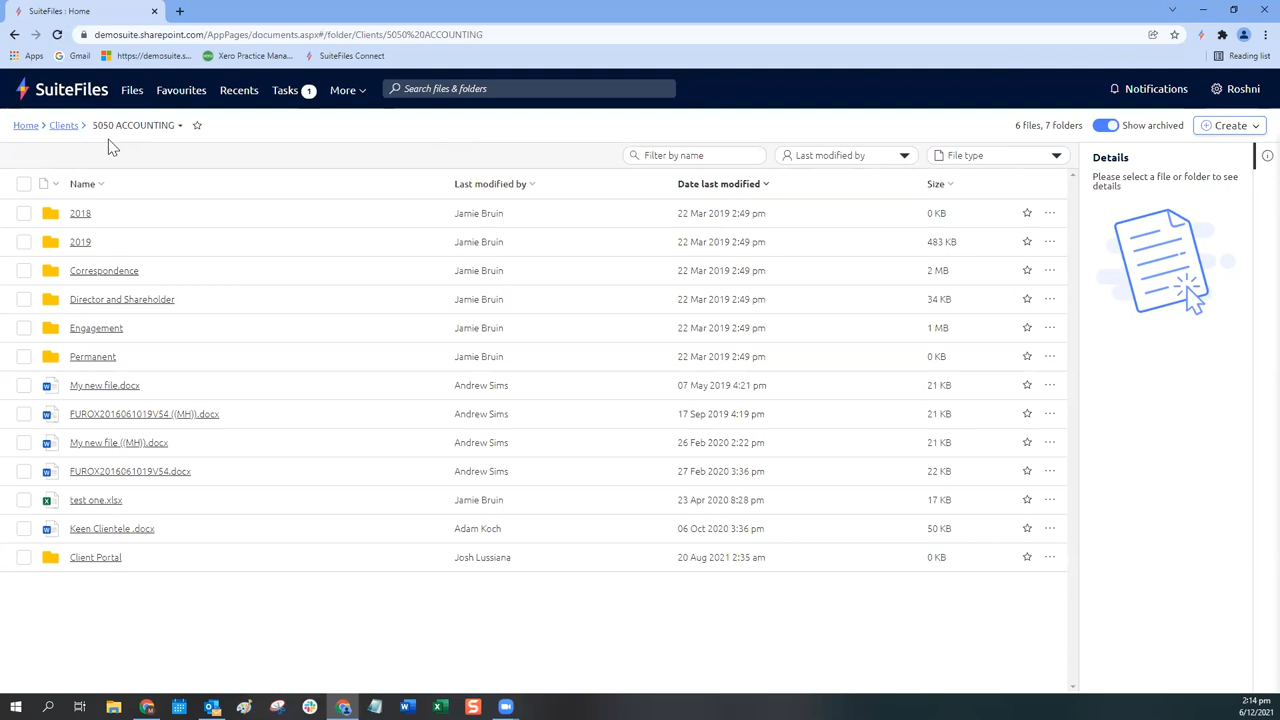 SuiteFiles : Home
demosuite.sharepoint.com/AppPages/documents.aspx#/folder/Clients/5050%20ACCOUNTING
Apps Gmail https://demosuite.s... Xero Practice Mana... SuiteFiles Connect Reading list
SuiteFiles Files Favourites Recents Tasks 1 More Search files & folders Notifications Roshni
Home > Clients > 5050 ACCOUNTING 6 files, 7 folders Show archived Create
Filter by name Last modified by File type
Details
Please select a file or folder to see
details
Name Last modified by Date last modified Size
2018 Jamie Bruin 22 Mar 2019 2:49 pm 0 KB
2019 Jamie Bruin 22 Mar 2019 2:49 pm 483 KB
Correspondence Jamie Bruin 22 Mar 2019 2:49 pm 2 MB
Director and Shareholder Jamie Bruin 22 Mar 2019 2:49 pm 34 KB
Engagement Jamie Bruin 22 Mar 2019 2:49 pm 1 MB
Permanent Jamie Bruin 22 Mar 2019 2:49 pm 0 KB
My new file.docx Andrew Sims 07 May 2019 4:21 pm 21 KB
FUROX2016061019V54 ((MH)).docx Andrew Sims 17 Sep 2019 4:19 pm 21 KB
My new file ((MH)).docx Andrew Sims 26 Feb 2020 2:22 pm 21 KB
FUROX2016061019V54.docx Andrew Sims 27 Feb 2020 3:36 pm 22 KB
test one.xlsx Jamie Bruin 23 Apr 2020 8:28 pm 17 KB
Keen Clientele .docx Adam Koch 06 Oct 2020 3:36 pm 50 KB
Client Portal Josh Lussiana 20 Aug 2021 2:35 am 0 KB
2:14 pm
6/12/2021